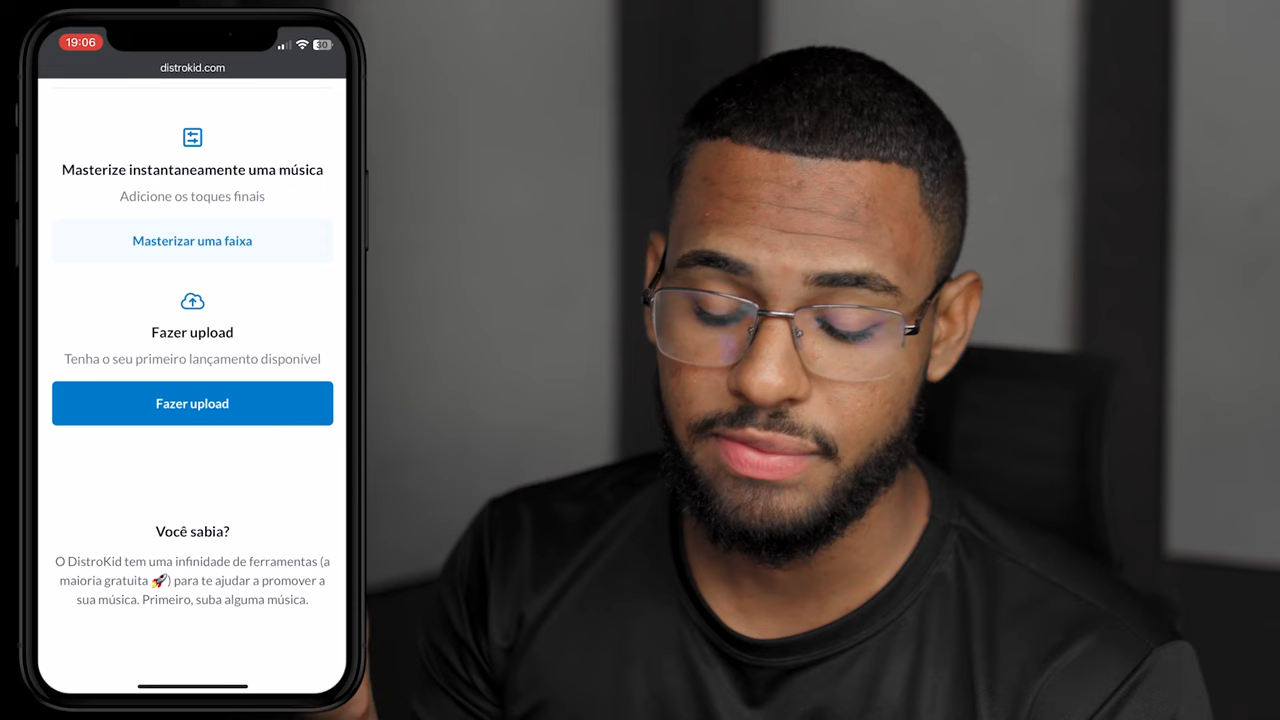 19:06
30
distrokid.com
Masterize instantaneamente uma música
Adicione os toques finais
Masterizar uma faixa
Fazer upload
Tenha o seu primeiro lançamento disponível
Fazer upload
Você sabia?
O DistroKid tem uma infinidade de ferramentas (a
maioria gratuita 🚀) para te ajudar a promover a
sua música. Primeiro, suba alguma música.